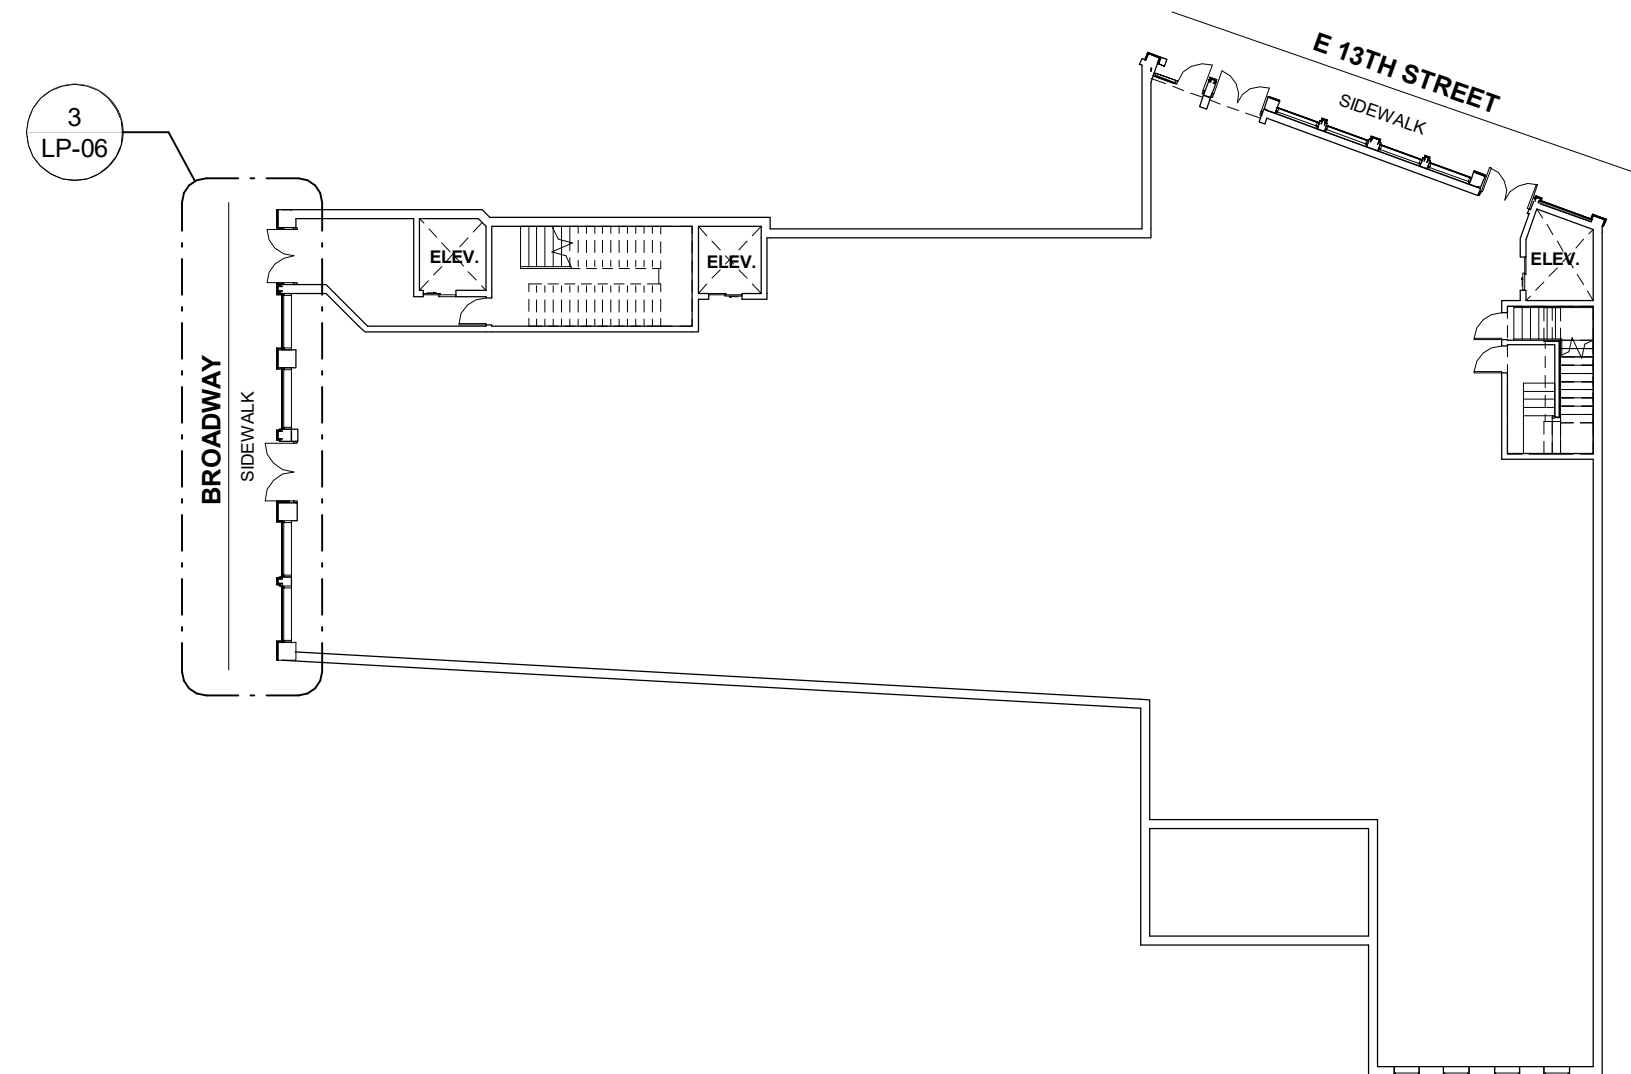 E 13TH STREET
SIDEWALK
3
LP-06
ELEV.
ELEV.
ELEV.
BROADWAY
SIDEWALK